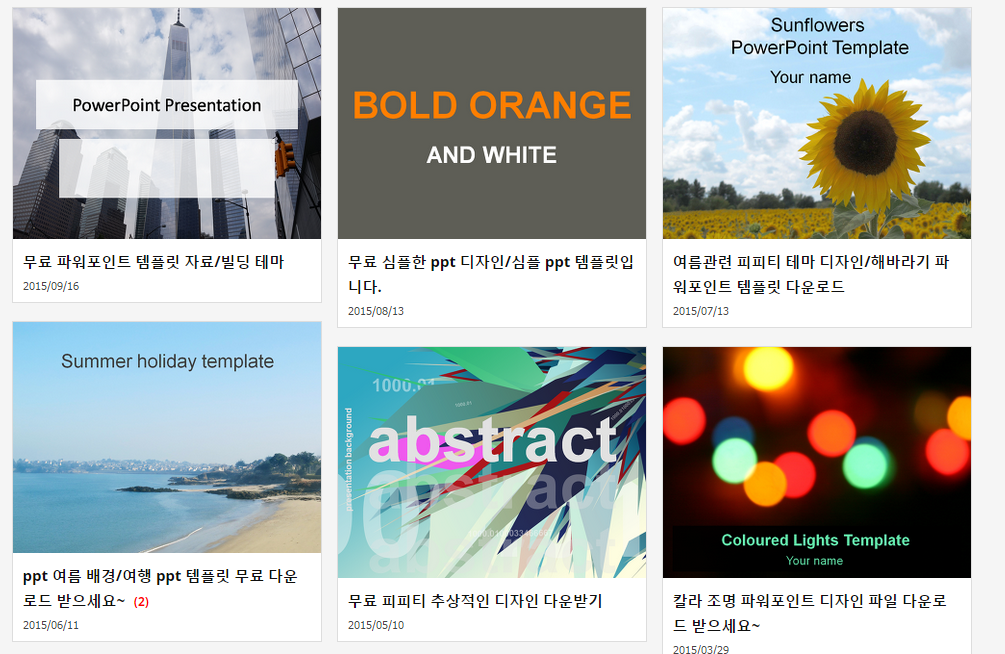 PowerPoint Presentation
무료 파워포인트 템플릿 자료/빌딩 테마
2015/09/16
BOLD ORANGE
AND WHITE
무료 심플한 ppt 디자인/심플 ppt 템플릿입
니다.
2015/08/13
Sunflowers
PowerPoint Template
Your name
여름관련 피피티 테마 디자인/해바라기 파
워포인트 템플릿 다운로드
2015/07/13
Summer holiday template
ppt 여름 배경/여행 ppt 템플릿 무료 다운
로드 받으세요~ (2)
2015/06/11
1000.01
presentation background
abstract
abstract
무료 피피티 추상적인 디자인 다운받기
2015/05/10
Coloured Lights Template
Your name
칼라 조명 파워포인트 디자인 파일 다운로
드 받으세요~
2015/03/29